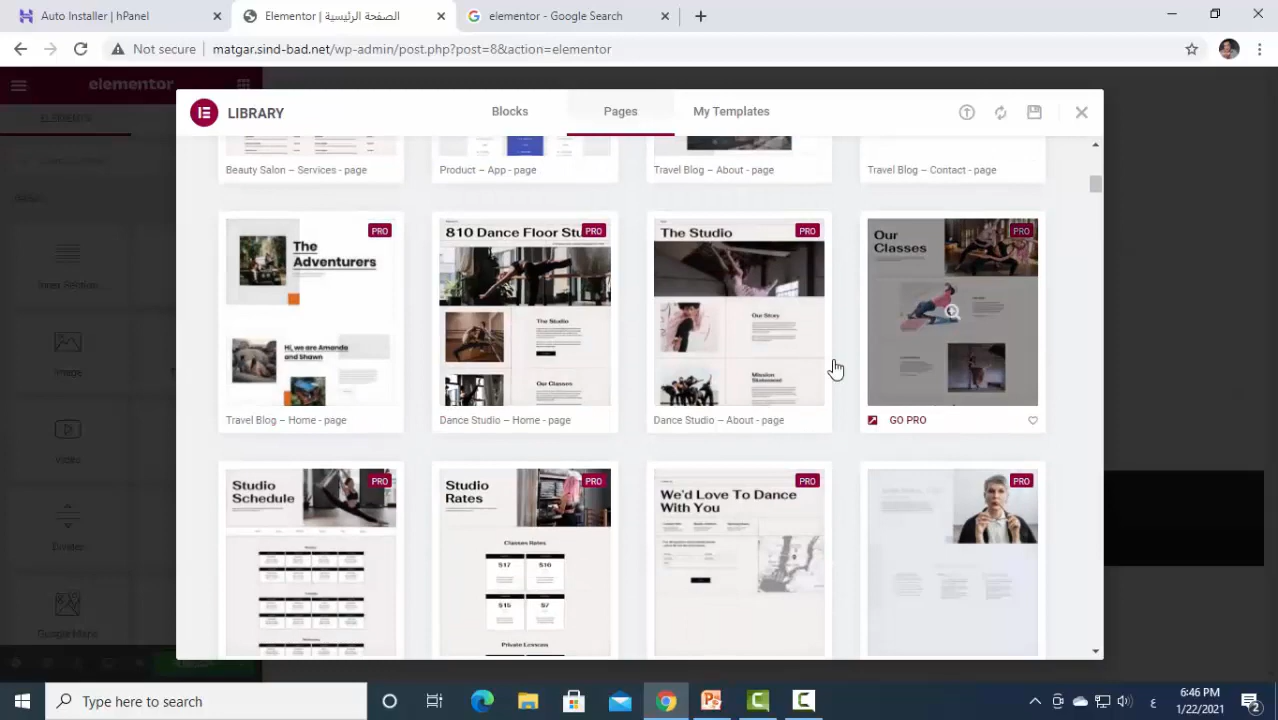 Auto Installer | hPanel
Elementor | الصفحة الرئيسية
elementor - Google Search
Not secure
matgar.sind-bad.net/wp-admin/post.php?post=8&action=elementor
elementor
ELEMENTS
LIBRARY
Blocks
Pages
My Templates
Beauty Salon – Services - page
Product – App - page
Travel Blog – About - page
Travel Blog – Contact - page
PRO
The
Adventurers
Hi, we are Amanda
and Shawn
Travel Blog – Home - page
PRO
810 Dance Floor Stu
The Studio
Our Classes
Dance Studio – Home - page
PRO
The Studio
Our Story
Mission
Statement
Dance Studio – About - page
PRO
Our
Classes
GO PRO
PRO
Studio
Schedule
PRO
Studio
Rates
Classes Rates
$17
$10
$15
$7
Private Lessons
PRO
We'd Love To Dance
With You
PRO
Image
Divider
Type here to search
ع
6:46 PM
1/22/2021
2